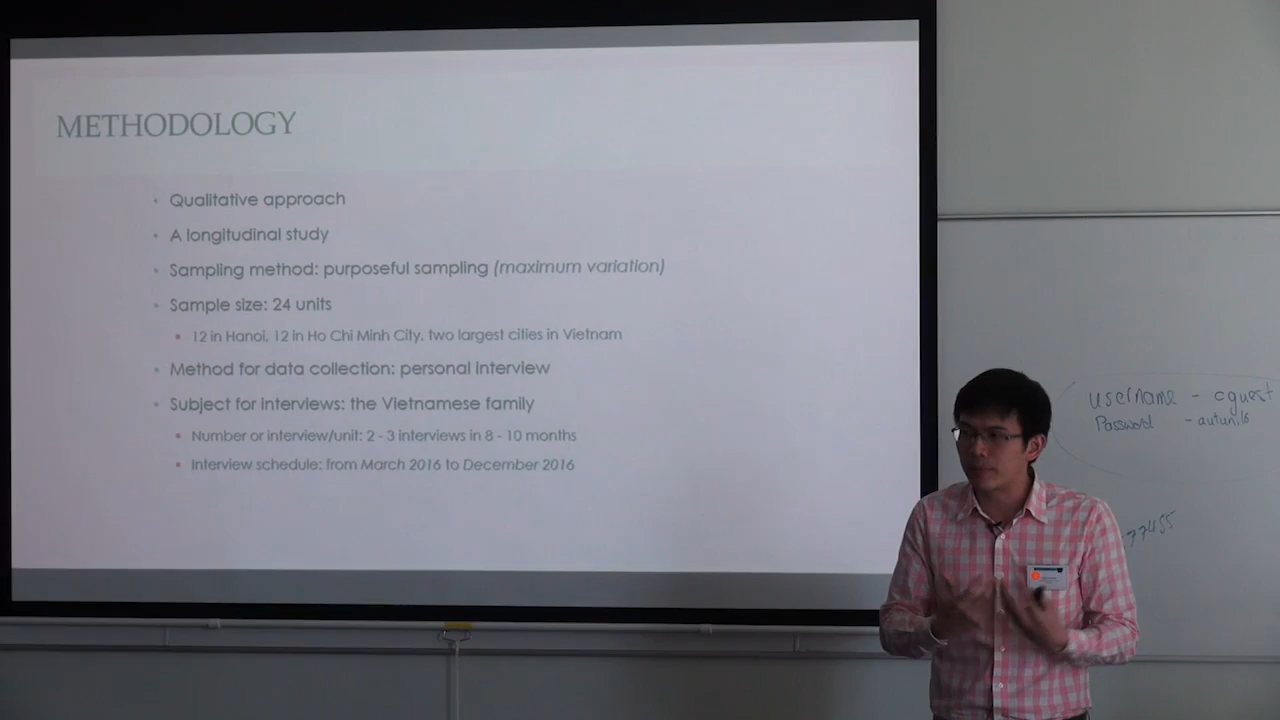 METHODOLOGY
• Qualitative approach
• A longitudinal study
• Sampling method: purposeful sampling (maximum variation)
• Sample size: 24 units
▪ 12 in Hanoi, 12 in Ho Chi Minh City. two largest cities in Vietnam
• Method for data collection: personal interview
• Subject for interviews: the Vietnamese family
▪ Number or interview/unit: 2 - 3 interviews in 8 - 10 months
▪ Interview schedule: from March 2016 to December 2016
username - cguest
Password
77455